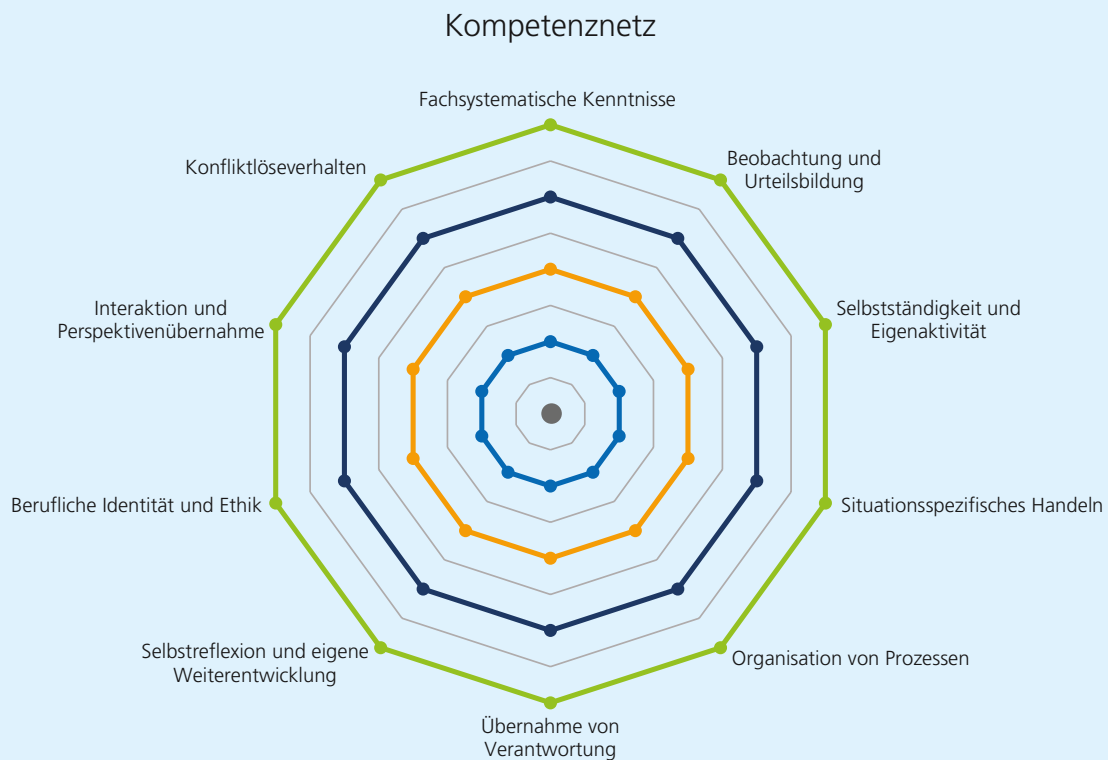 Kompetenznetz
Fachsystematische Kenntnisse
Beobachtung und
Urteilsbildung
Selbstständigkeit und
Eigenaktivität
Situationsspezifisches Handeln
Organisation von Prozessen
Übernahme von
Verantwortung
Selbstreflexion und eigene
Weiterentwicklung
Berufliche Identität und Ethik
Interaktion und
Perspektivenübernahme
Konfliktlöseverhalten